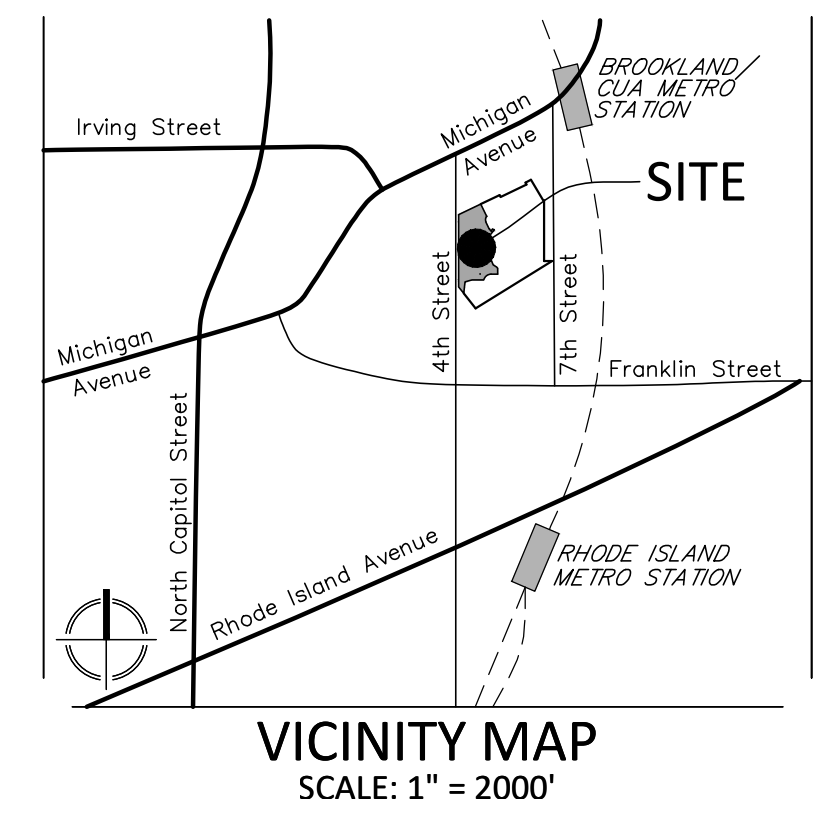 BROOKLAND/
CUA METRO
STATION
Irving Street
Michigan
Avenue
SITE
4th Street
7th Street
Michigan
Avenue
Franklin Street
North Capitol Street
Rhode Island Avenue
RHODE ISLAND
METRO STATION
VICINITY MAP
SCALE: 1" = 2000'